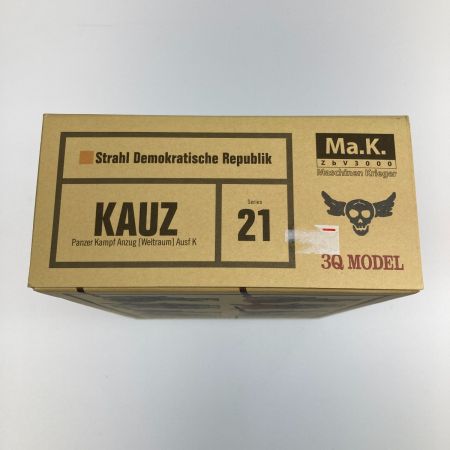 Strahl Demokratische Republik
KAUZ
Panzer Kampf Anzug [Weltraum] Ausf K
Series
21
Ma.K.
ZbV3000
Maschinen Krieger
3Q MODEL